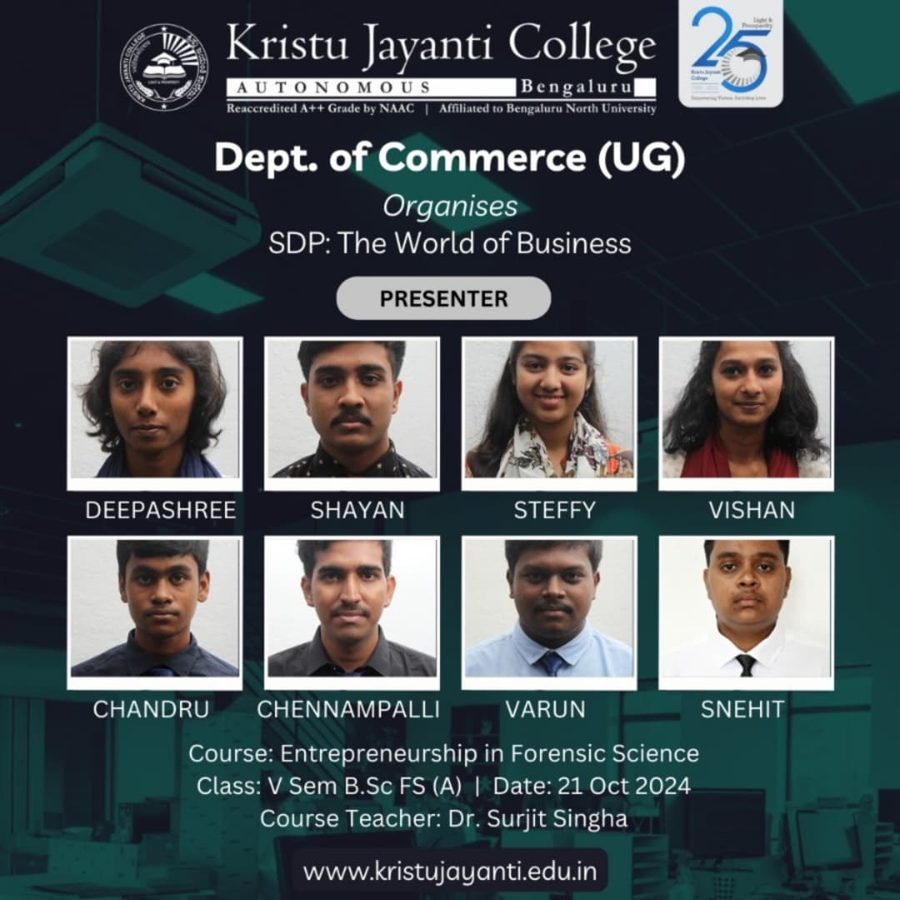 Kristu Jayanti College
AUTONOMOUS Bengaluru
Reaccredited A++ Grade by NAAC | Affiliated to Bengaluru North University
25
Light &
Prosperity
Kristu Jayanti
College
Dept. of Commerce (UG)
Organises
SDP: The World of Business
PRESENTER
DEEPASHREE SHAYAN STEFFY VISHAN
CHANDRU CHENNAMPALLI VARUN SNEHIT
Course: Entrepreneurship in Forensic Science
Class: V Sem B.Sc FS (A) | Date: 21 Oct 2024
Course Teacher: Dr. Surjit Singha
www.kristujayanti.edu.in